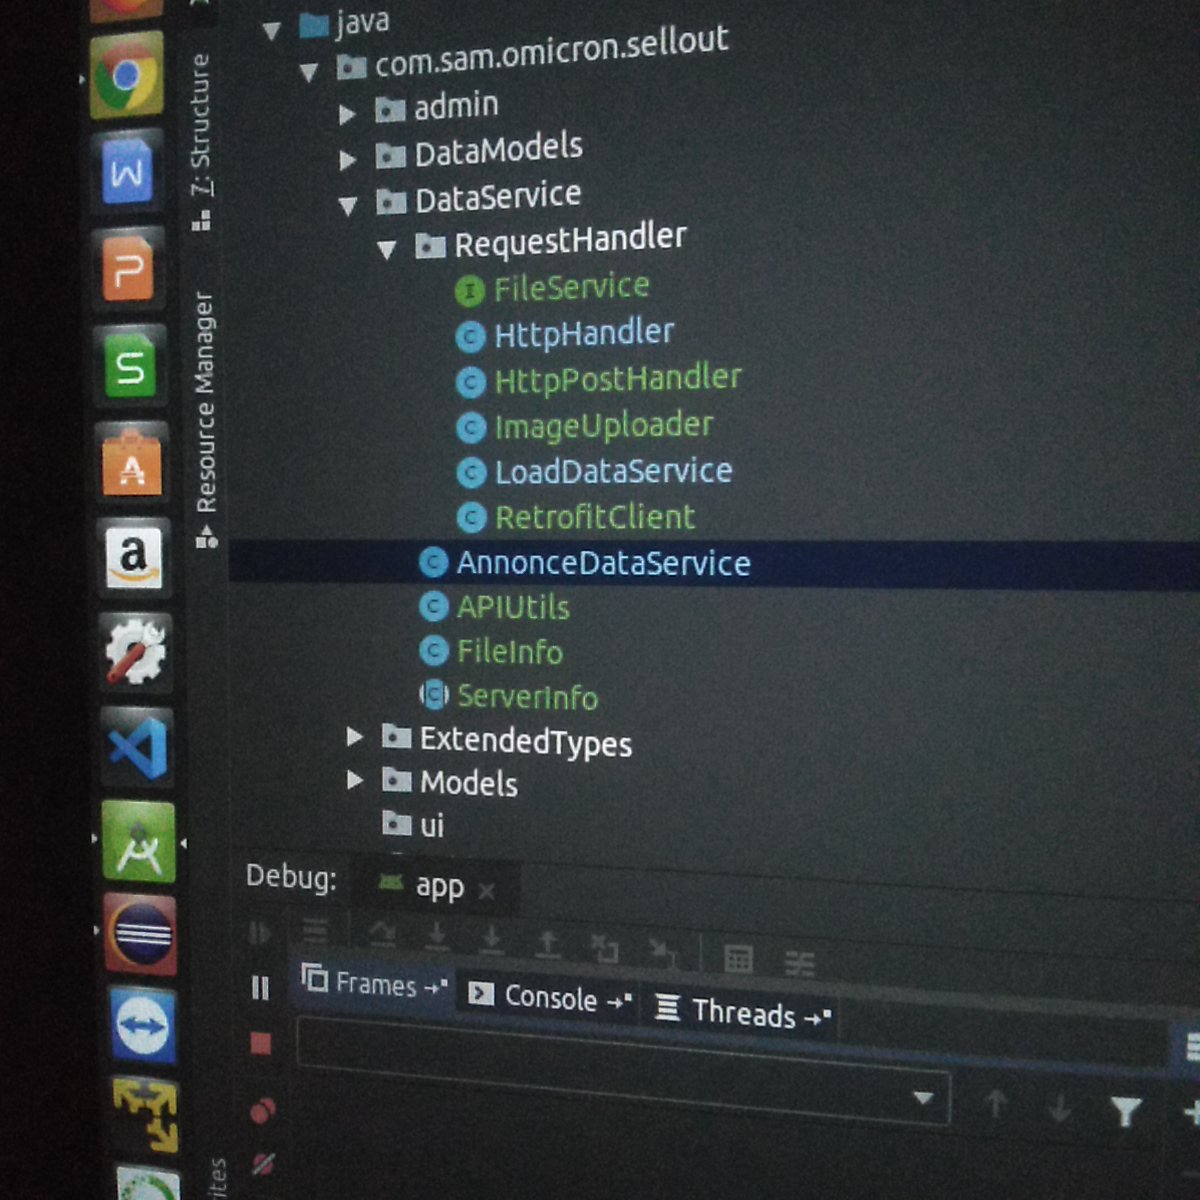 java
com.sam.omicron.sellout
admin
DataModels
DataService
RequestHandler
FileService
HttpHandler
HttpPostHandler
ImageUploader
LoadDataService
RetrofitClient
AnnonceDataService
APIUtils
FileInfo
ServerInfo
ExtendedTypes
Models
ui
7: Structure
Resource Manager
Debug:
app
Frames
Console
Threads